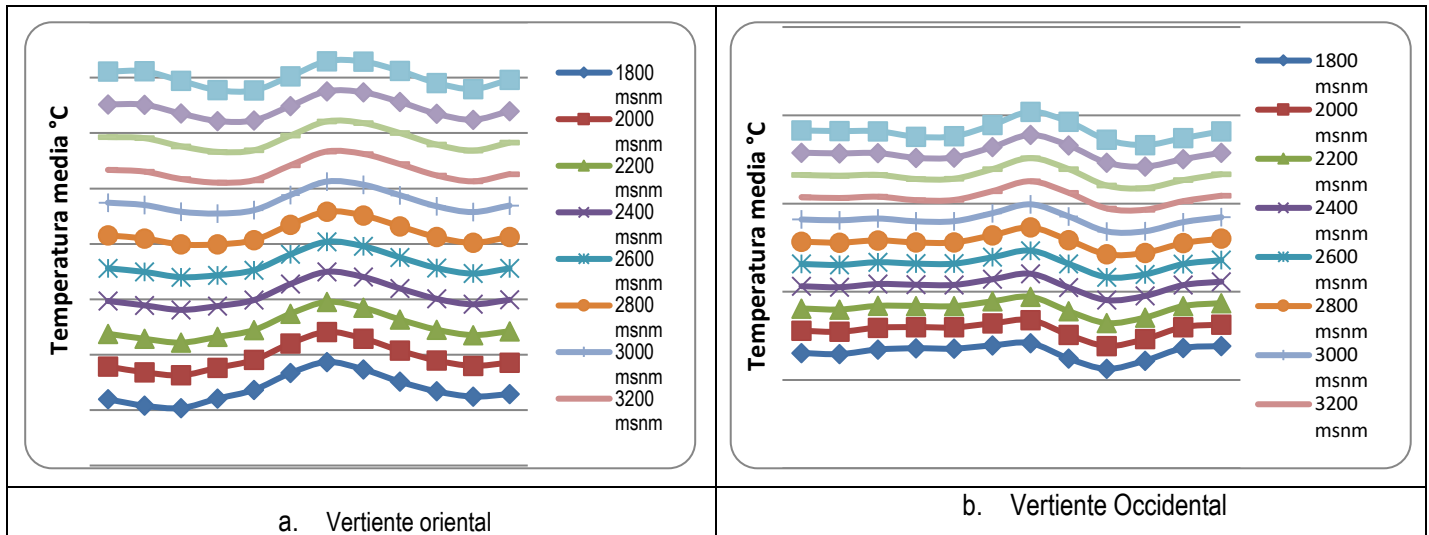 Temperatura media °C
1800
msnm
2000
msnm
2200
msnm
2400
msnm
2600
msnm
2800
msnm
3000
msnm
3200
msnm
a. Vertiente oriental
Temperatura media °C
1800
msnm
2000
msnm
2200
msnm
2400
msnm
2600
msnm
2800
msnm
3000
msnm
3200
msnm
b. Vertiente Occidental